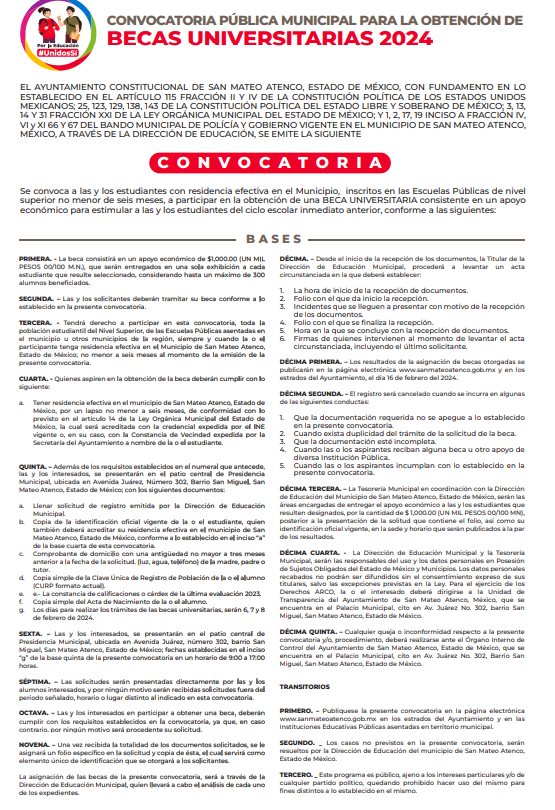 CONVOCATORIA PÚBLICA MUNICIPAL PARA LA OBTENCIÓN DE
BECAS UNIVERSITARIAS 2024
Por la Educación
#UnidosSí
EL AYUNTAMIENTO CONSTITUCIONAL DE SAN MATEO ATENCO, ESTADO DE MÉXICO, CON FUNDAMENTO EN LO
ESTABLECIDO EN EL ARTÍCULO 115 FRACCIÓN II Y IV DE LA CONSTITUCIÓN POLÍTICA DE LOS ESTADOS UNIDOS
MEXICANOS; 25, 123, 129, 138, 143 DE LA CONSTITUCIÓN POLÍTICA DEL ESTADO LIBRE Y SOBERANO DE MÉXICO; 3, 13,
14 Y 31 FRACCIÓN XXI DE LA LEY ORGÁNICA MUNICIPAL DEL ESTADO DE MÉXICO; Y 1, 2, 17, 19 INCISO A FRACCIÓN IV,
VI y XI 66 Y 67 DEL BANDO MUNICIPAL DE POLICÍA Y GOBIERNO VIGENTE EN EL MUNICIPIO DE SAN MATEO ATENCO,
MÉXICO, A TRAVÉS DE LA DIRECCIÓN DE EDUCACIÓN, SE EMITE LA SIGUIENTE
CONVOCATORIA
Se convoca a las y los estudiantes con residencia efectiva en el Municipio, inscritos en las Escuelas Públicas de nivel
superior no menor de seis meses, a participar en la obtención de una BECA UNIVERSITARIA consistente en un apoyo
económico para estimular a las y los estudiantes del ciclo escolar inmediato anterior, conforme a las siguientes:
BASES
PRIMERA. - La beca consistirá en un apoyo económico de $1,000.00 (UN MIL
PESOS 00/100 M.N.), que serán entregados en una sola exhibición a cada
estudiante que resulte seleccionado, considerando hasta un máximo de 300
alumnos beneficiados.
SEGUNDA. - Las y los solicitantes deberán tramitar su beca conforme a lo
establecido en la presente convocatoria.
TERCERA. - Tendrá derecho a participar en esta convocatoria, toda la
población estudiantil del Nivel Superior, de las Escuelas Públicas asentadas en
el municipio u otros municipios de la región, siempre y cuando la o el
participante tenga residencia efectiva en el Municipio de San Mateo Atenco,
Estado de México; no menor a seis meses al momento de la emisión de la
presente convocatoria.
CUARTA. - Quienes aspiren en la obtención de la beca deberán cumplir con lo
siguiente:
a. Tener residencia efectiva en el municipio de San Mateo Atenco, Estado de
México, por un lapso no menor a seis meses, de conformidad con lo
previsto en el artículo 14 de la Ley Orgánica Municipal del Estado de
México, la cual será acreditada con la credencial expedida por el INE
vigente o, en su caso, con la Constancia de Vecindad expedida por la
Secretaría del Ayuntamiento a nombre de la o el estudiante.
QUINTA. – Además de los requisitos establecidos en el numeral que antecede,
las y los interesados, se presentarán en el patio central de Presidencia
Municipal, ubicada en Avenida Juárez, Número 302, Barrio San Miguel, San
Mateo Atenco, Estado de México; con los siguientes documentos:
a. Llenar solicitud de registro emitida por la Dirección de Educación
Municipal.
b. Copia de la identificación oficial vigente de la o el estudiante, quien
también deberá acreditar su residencia efectiva en el municipio de San
Mateo Atenco, Estado de México, conforme a lo establecido en el inciso "a"
de la base cuarta de esta convocatoria.
c. Comprobante de domicilio con una antigüedad no mayor a tres meses
anterior a la fecha de la solicitud. (luz, agua, teléfono) de la madre, padre o
tutor.
d. Copia simple de la Clave Única de Registro de Población de la o el alumno
(CURP formato actual).
e. e.- La constancia de calificaciones o cárdex de la última evaluación 2023.
f. Copia simple del Acta de Nacimiento de la o el alumno.
g. Los días para realizar los trámites de las becas universitarias, serán 6, 7 y 8
de febrero de 2024.
SEXTA. – Las y los interesados, se presentarán en el patio central de
Presidencia Municipal, ubicada en Avenida Juárez, número 302, barrio San
Miguel, San Mateo Atenco, Estado de México; fechas establecidas en el inciso
"g" de la base quinta de la presente convocatoria en un horario de 9:00 a 17:00
horas.
SÉPTIMA. – Las solicitudes serán presentadas directamente por las y los
alumnos interesados, y por ningún motivo serán recibidas solicitudes fuera del
periodo señalado, horario o lugar distinto al indicado en esta convocatoria.
OCTAVA. – Las y los interesados en participar a obtener una beca, deberán
cumplir con los requisitos establecidos en la convocatoria, ya que, en caso
contrario, por ningún motivo será procedente su solicitud.
NOVENA. – Una vez recibida la totalidad de los documentos solicitados, se le
asignará un folio específico en la solicitud y copia de ésta, el cual servirá como
elemento único de identificación que se otorgará a los solicitantes.
La asignación de las becas de la presente convocatoria, será a través de la
Dirección de Educación Municipal, quien llevará a cabo el análisis de cada uno
de los expedientes.
DÉCIMA. – Desde el inicio de la recepción de los documentos, la Titular de la
Dirección de Educación Municipal, procederá a levantar un acta
circunstanciada en la que deberá establecer:
1. La hora de inicio de la recepción de documentos.
2. Folio con el que da inicio la recepción.
3. Incidentes que se lleguen a presentar con motivo de la recepción
de los documentos.
4. Folio con el que se finaliza la recepción.
5. Hora en la que se concluye con la recepción de documentos.
6. Firmas de quienes intervienen al momento de levantar el acta
circunstanciada, incluyendo el último solicitante.
DÉCIMA PRIMERA. – Los resultados de la asignación de becas otorgadas se
publicarán en la página electrónica www.sanmateoatenco.gob.mx y en los
estrados del Ayuntamiento, el día 16 de febrero del 2024.
DÉCIMA SEGUNDA. - El registro será cancelado cuando se incurra en algunas
de las siguientes conductas:
1. Que la documentación requerida no se apegue a lo establecido
en la presente convocatoria.
2. Cuando exista duplicidad del trámite de la solicitud de la beca.
3. Que la documentación esté incompleta.
4. Cuando las o los aspirantes reciban alguna beca u otro apoyo de
diversa Institución Pública.
5. Cuando las o los aspirantes incumplan con lo establecido en la
presente convocatoria.
DÉCIMA TERCERA. - La Tesorería Municipal en coordinación con la Dirección
de Educación del Municipio de San Mateo Atenco, Estado de México, serán las
áreas encargadas de entregar el apoyo económico a las y los estudiantes que
resulten designados, por la cantidad de $ 1,000.00 (UN MIL PESOS 00/100 MN),
posterior a la presentación de la solitud que contiene el folio, así como su
identificación oficial vigente, en la sede y horario que serán publicados a la par
de los resultados.
DÉCIMA CUARTA. - La Dirección de Educación Municipal y la Tesorería
Municipal, serán las responsables del uso y los datos personales en Posesión
de Sujetos Obligados del Estado de México y Municipios. Los datos personales
recabados no podrán ser difundidos sin el consentimiento expreso de sus
titulares, salvo las excepciones previstas en la Ley. Para el ejercicio de los
Derechos ARCO, la o el interesado deberá dirigirse a la Unidad de
Transparencia del Ayuntamiento de San Mateo Atenco, México, que se
encuentra en el Palacio Municipal, cito en Av. Juárez No. 302, barrio San
Miguel, San Mateo Atenco, Estado de México.
DÉCIMA QUINTA. – Cualquier queja o inconformidad respecto a la presente
convocatoria y/o, procedimiento, deberá realizarse ante el Órgano Interno de
Control del Ayuntamiento de San Mateo Atenco, Estado de México, que se
encuentra en el Palacio Municipal, cito en Av. Juárez No. 302, Barrio San
Miguel, San Mateo Atenco, Estado de México.
TRANSITORIOS
PRIMERO. – Publíquese la presente convocatoria en la página electrónica
www.sanmateoatenco.gob.mx en los estrados del Ayuntamiento y en las
Instituciones Educativas Públicas asentadas en territorio municipal.
SEGUNDO. _ Los casos no previstos en la presente convocatoria, serán
resueltos por la Dirección de Educación del municipio de San Mateo Atenco,
Estado de México.
TERCERO. _ Este programa es público, ajeno a los intereses particulares y/o de
cualquier partido político, quedando prohibido hacer uso del mismo para
fines distintos a lo establecido en el mismo.